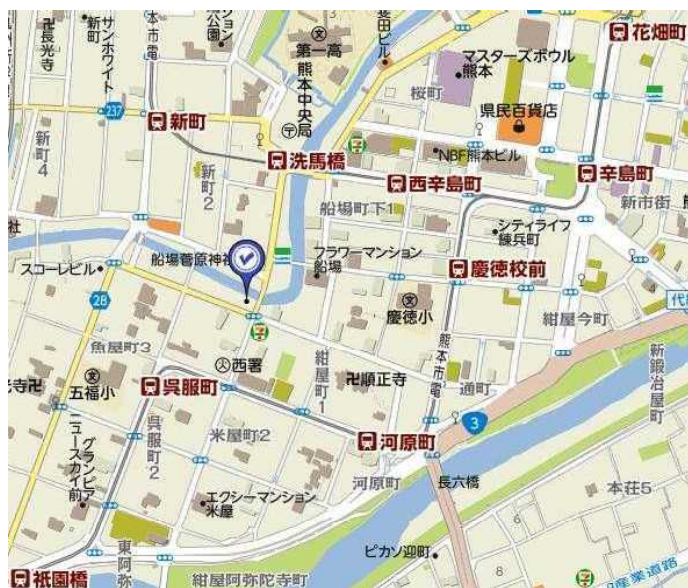 花畑町
サンホワイト
新町
長光寺
第一高
マスターズボウル
熊本
桜町
県民百貨店
熊本中央局
237
新町
洗馬橋
NBF熊本ビル
西辛島町
辛島町
新町4
新町2
船場町下1
新市街
シティライフ
練兵町
スコーレビル
船場菅原神社
フラワーマンション
船場
慶徳校前
28
慶徳小
紺屋今町
魚屋町3
西署
五福小
呉服町
紺屋町1
順正寺
熊本市電
通町
新鍛冶屋町
3
呉服町2
米屋町2
河原町
グランピア
ニュースカイ前
エクシーマンション
米屋
河原町
長六橋
本荘5
6
ピカソ迎町
8
祇園橋
東阿弥
紺屋阿弥陀寺町
産業道路